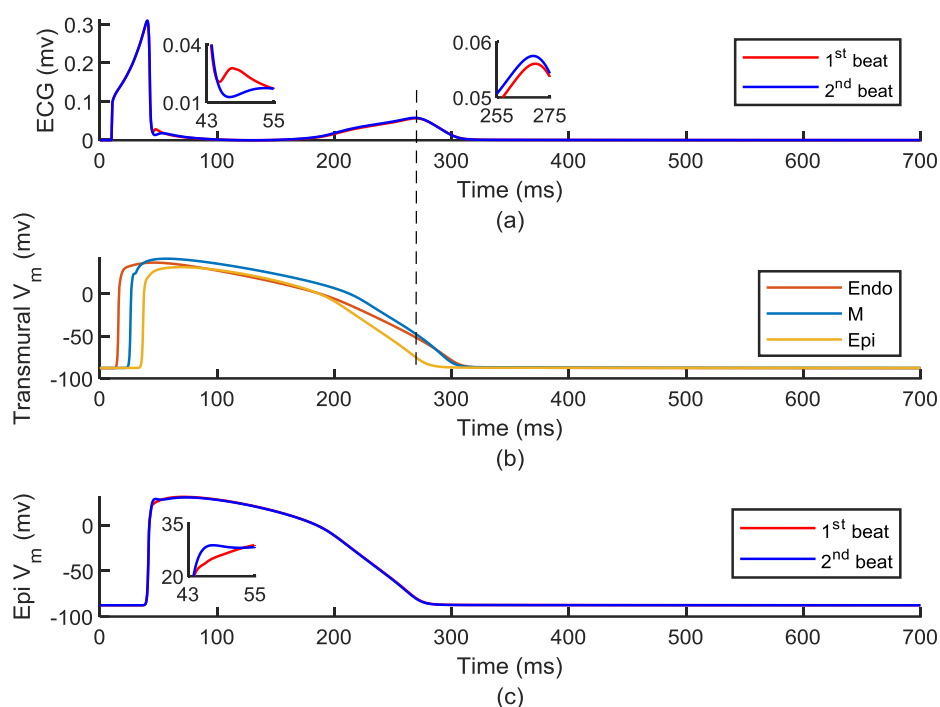 ECG (mv)
0.3
0.2
0.1
0
0.04
0.01
43
55
0.06
0.05
255
275
1st beat
2nd beat
0
100
200
300
400
500
600
700
Time (ms)
(a)
Transmural Vm (mv)
0
-50
-100
Endo
M
Epi
0
100
200
300
400
500
600
700
Time (ms)
(b)
Epi Vm (mv)
0
-50
-100
35
20
43
55
1st beat
2nd beat
0
100
200
300
400
500
600
700
Time (ms)
(c)